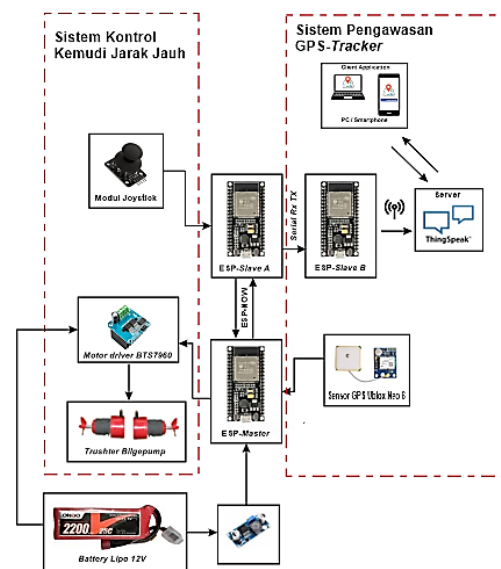 Sistem Kontrol
Kemudi Jarak Jauh
Sistem Pengawasan
GPS-Tracker
Client Application
PC / Smartphone
Modul Joystick
ESP-Slave A
Serial Rx TX
ESP-Slave B
Server
ThingSpeak
ESP-NOW
Motor driver BTS7960
ESP-Master
Sensor GPS Ublox Neo 6
Trushter Bilgepump
2200
25C
Battery Lipo 12V